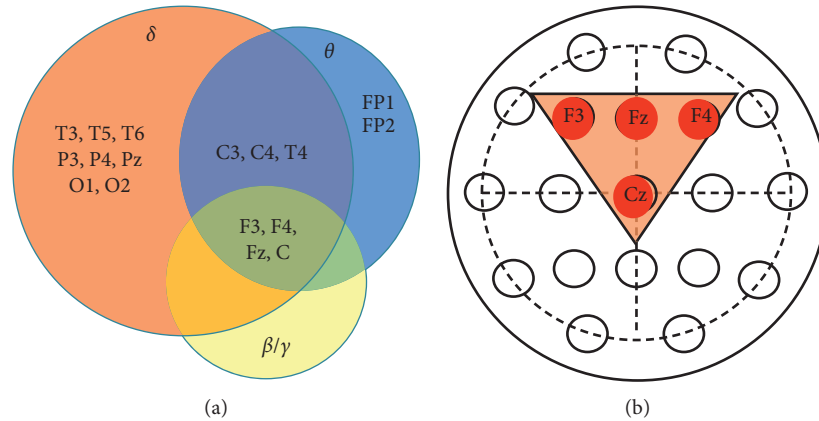 δ
θ
FP1
FP2
T3, T5, T6
P3, P4, Pz
O1, O2
C3, C4, T4
F3, F4,
Fz, C
β/γ
(a)
F3 Fz F4
Cz
(b)